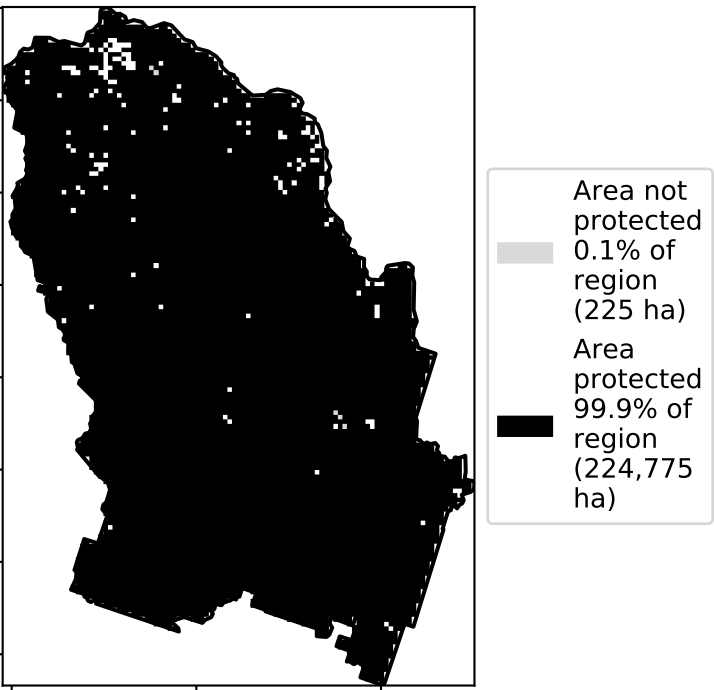 Area not
protected
0.1% of
region
(225 ha)
Area
protected
99.9% of
region
(224,775
ha)